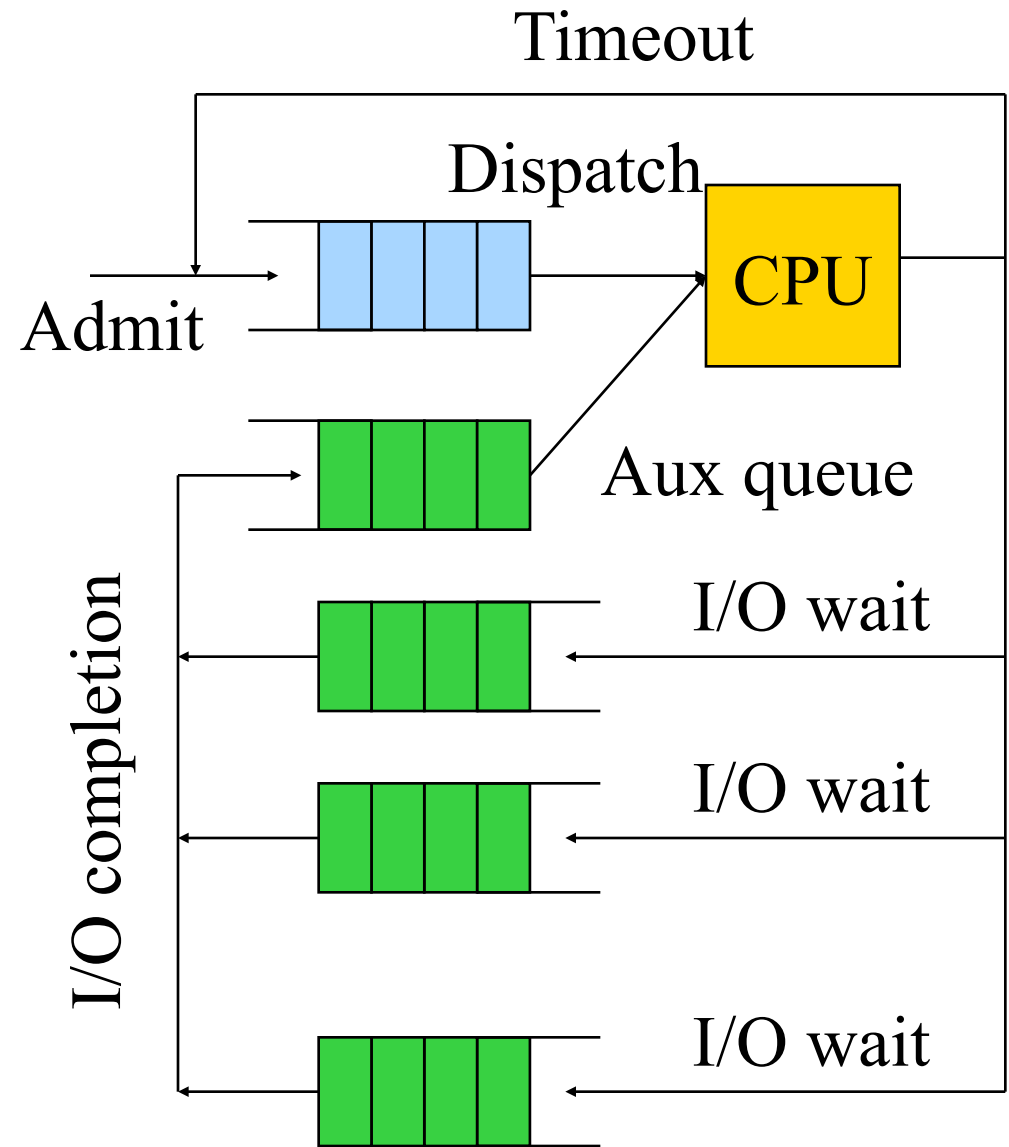 Timeout
Dispatch
CPU
Admit
Aux queue
I/O wait
I/O completion
I/O wait
I/O wait